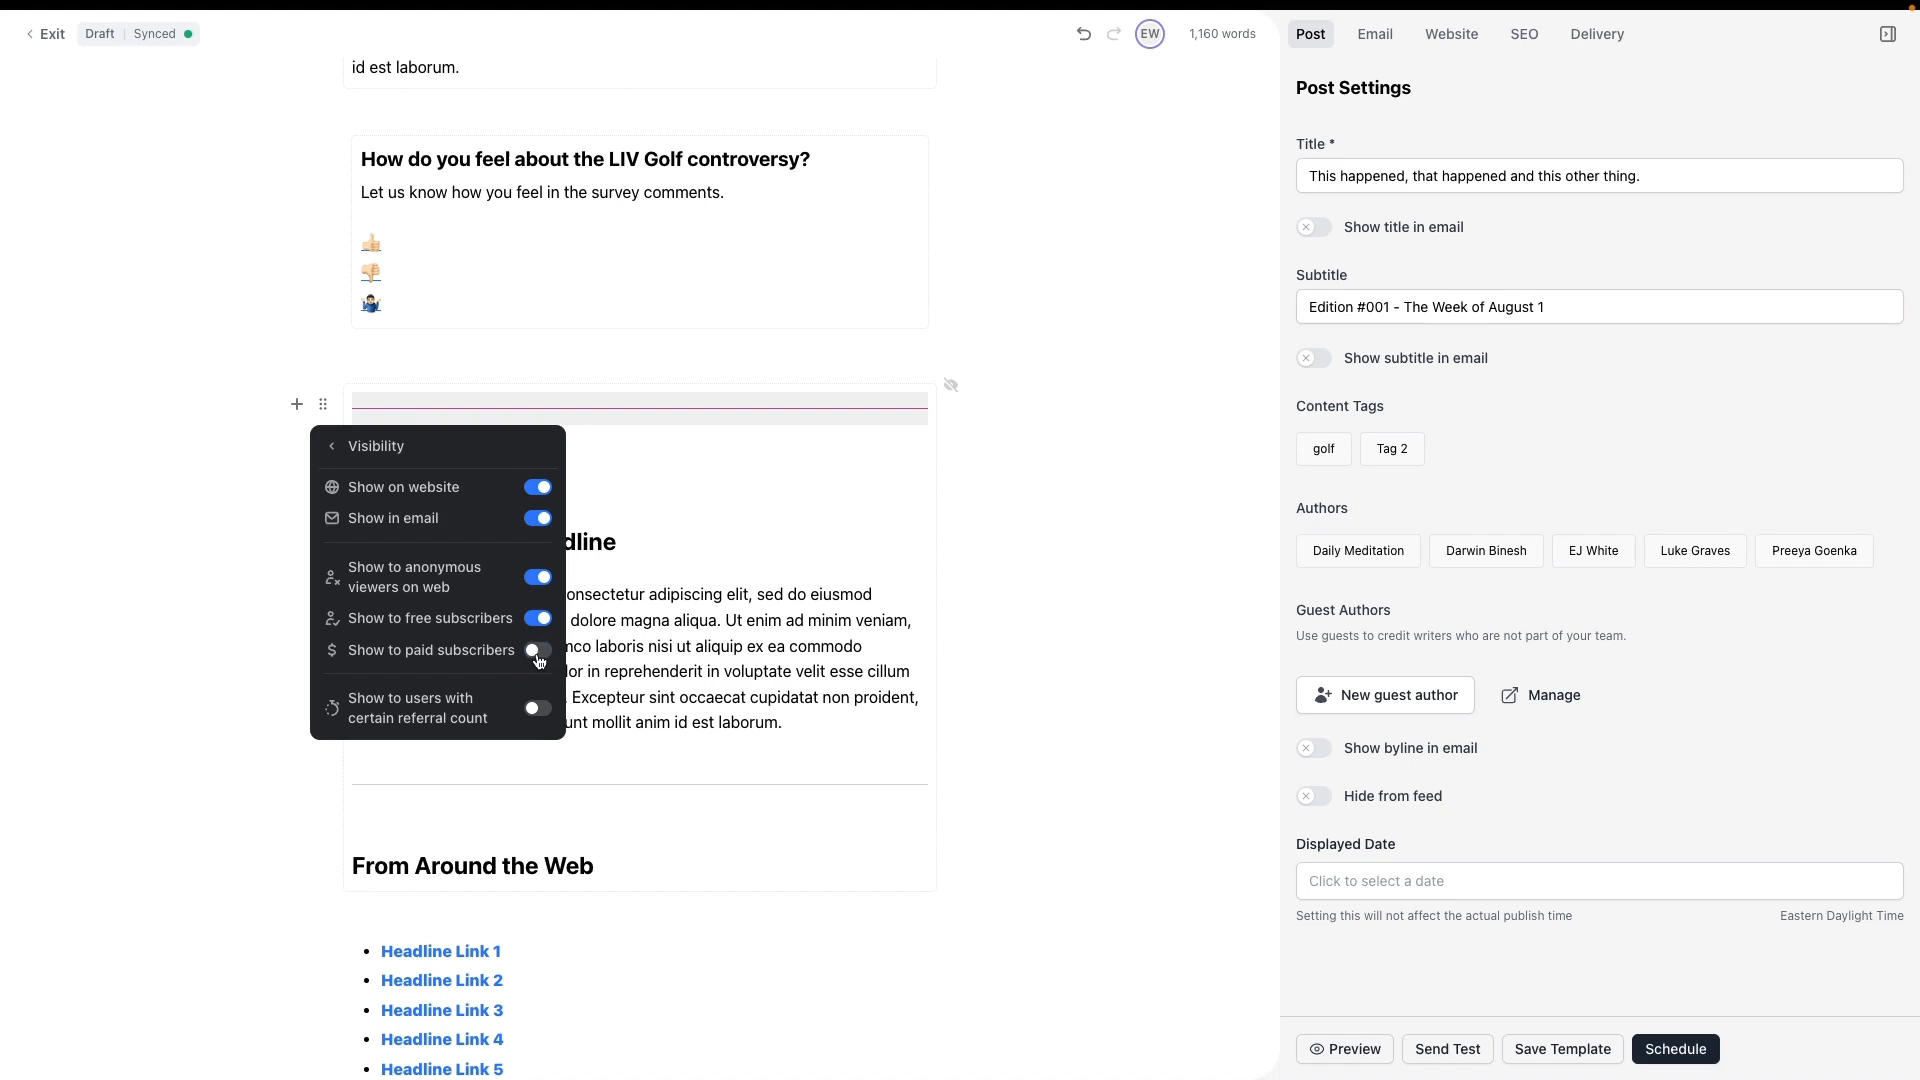 Exit
Draft
Synced
EW
1,160 words
id est laborum.
How do you feel about the LIV Golf controversy?
Let us know how you feel in the survey comments.
Visibility
Show on website
Show in email
Show to anonymous
viewers on web
Show to free subscribers
Show to paid subscribers
Show to users with
certain referral count
dline
onsectetur adipiscing elit, sed do eiusmod
dolore magna aliqua. Ut enim ad minim veniam,
nco laboris nisi ut aliquip ex ea commodo
lor in reprehenderit in voluptate velit esse cillum
. Excepteur sint occaecat cupidatat non proident,
unt mollit anim id est laborum.
From Around the Web
• Headline Link 1
• Headline Link 2
• Headline Link 3
• Headline Link 4
• Headline Link 5
Post
Email
Website
SEO
Delivery
Post Settings
Title *
This happened, that happened and this other thing.
Show title in email
Subtitle
Edition #001 - The Week of August 1
Show subtitle in email
Content Tags
golf
Tag 2
Authors
Daily Meditation
Darwin Binesh
EJ White
Luke Graves
Preeya Goenka
Guest Authors
Use guests to credit writers who are not part of your team.
New guest author
Manage
Show byline in email
Hide from feed
Displayed Date
Click to select a date
Setting this will not affect the actual publish time
Eastern Daylight Time
Preview
Send Test
Save Template
Schedule